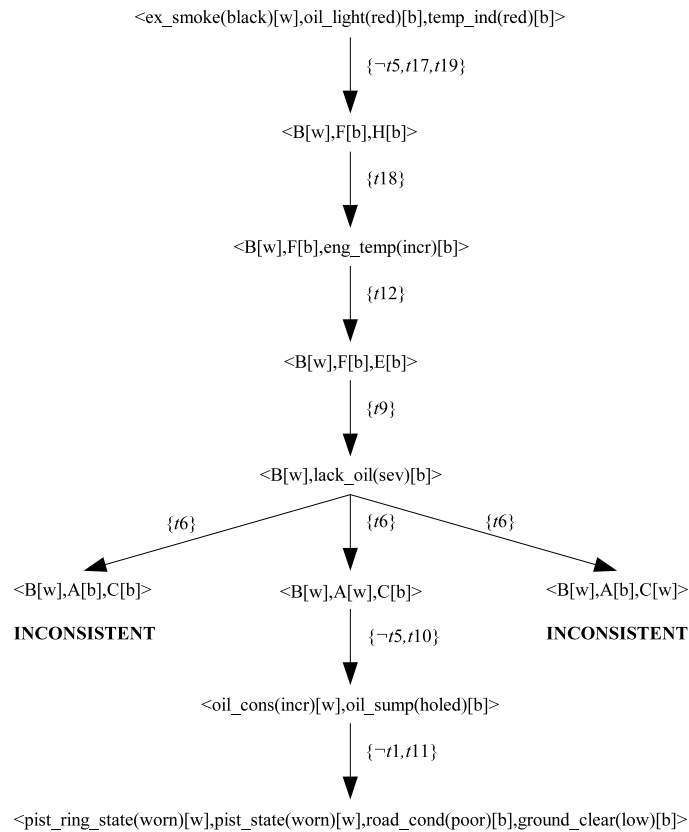 <ex_smoke(black)[w],oil_light(red)[b],temp_ind(red)[b]>
{¬t5,t17,t19}
<B[w],F[b],H[b]>
{t18}
<B[w],F[b],eng_temp(incr)[b]>
{t12}
<B[w],F[b],E[b]>
{t9}
<B[w],lack_oil(sev)[b]>
{t6} {t6} {t6}
<B[w],A[b],C[b]> <B[w],A[w],C[b]> <B[w],A[b],C[w]>
INCONSISTENT INCONSISTENT
{¬t5,t10}
<oil_cons(incr)[w],oil_sump(holed)[b]>
{¬t1,t11}
<pist_ring_state(worn)[w],pist_state(worn)[w],road_cond(poor)[b],ground_clear(low)[b]>